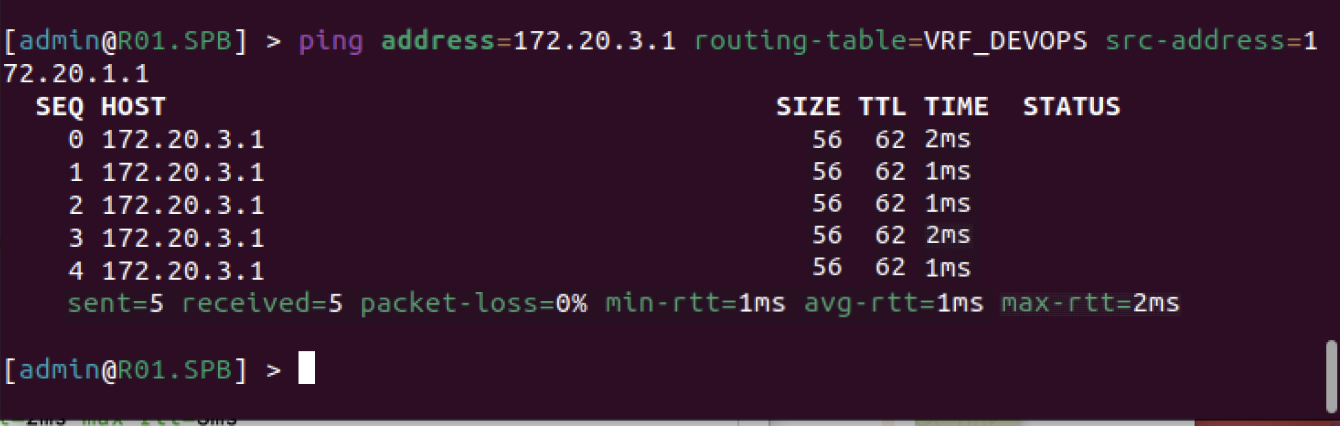 [admin@R01.SPB] > ping address=172.20.3.1 routing-table=VRF_DEVOPS src-address=1
72.20.1.1
SEQ HOST SIZE TTL TIME STATUS
0 172.20.3.1 56 62 2ms
1 172.20.3.1 56 62 1ms
2 172.20.3.1 56 62 1ms
3 172.20.3.1 56 62 2ms
4 172.20.3.1 56 62 1ms
sent=5 received=5 packet-loss=0% min-rtt=1ms avg-rtt=1ms max-rtt=2ms
[admin@R01.SPB] >